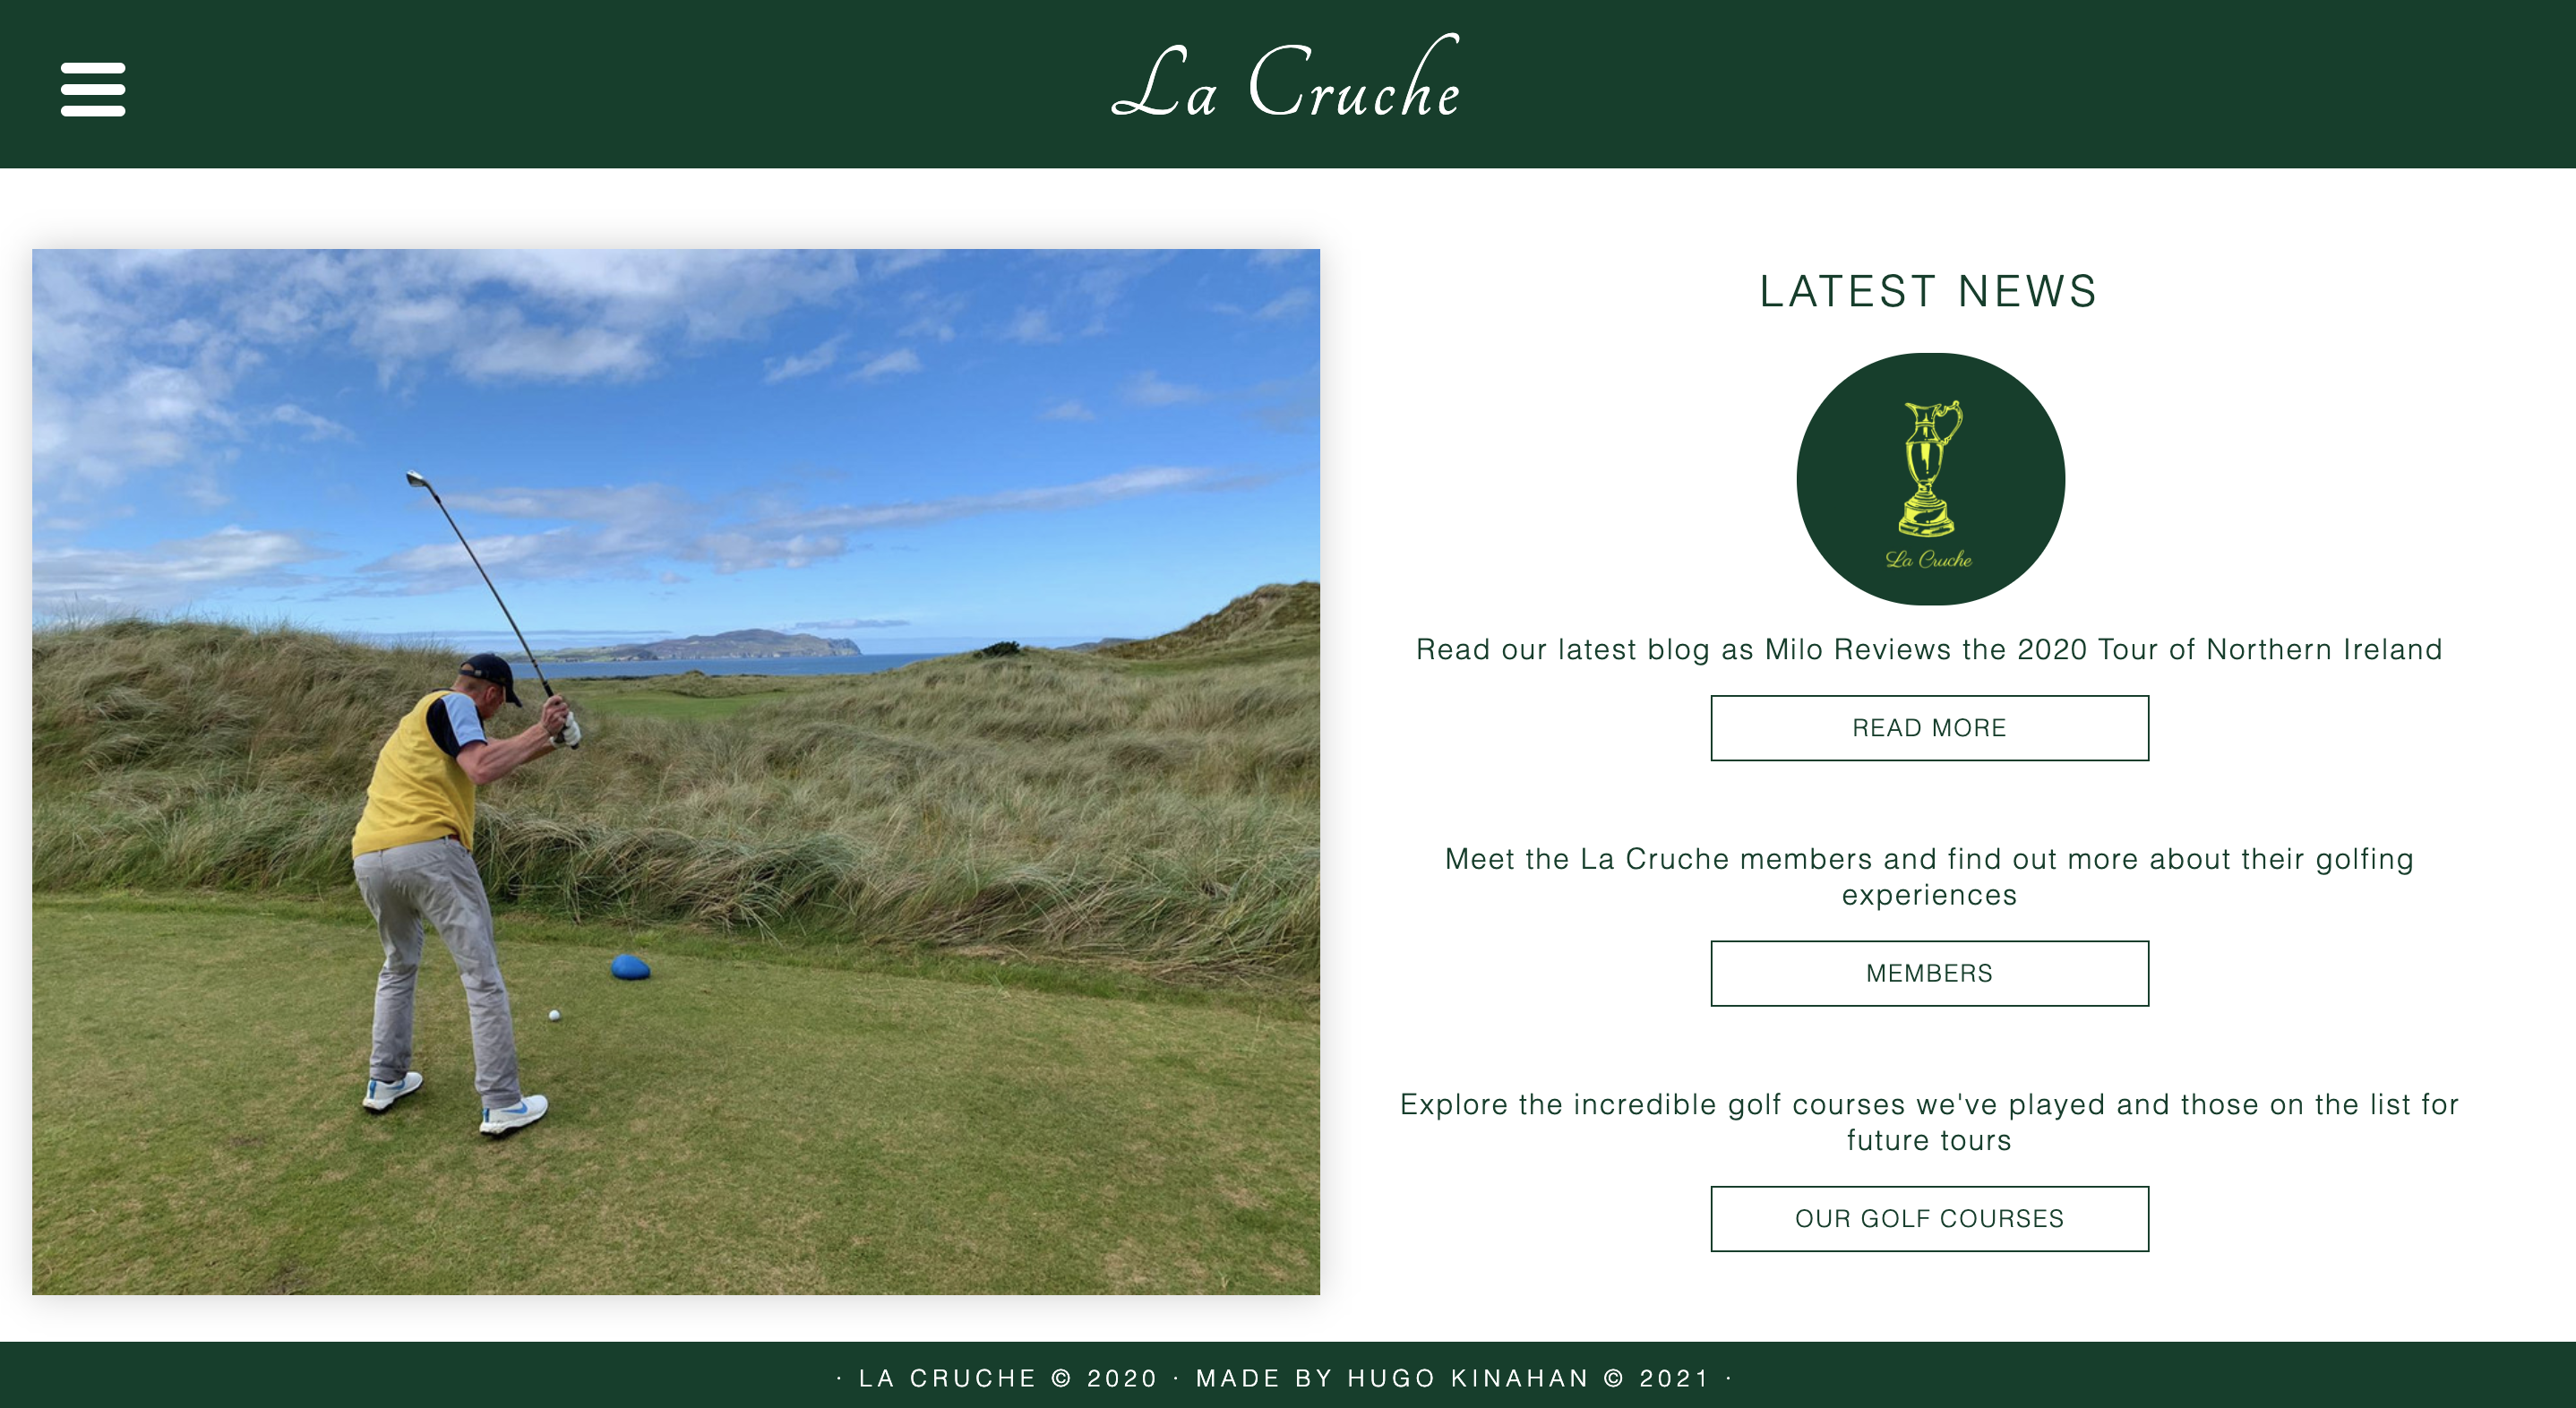 La Cruche
LATEST NEWS
La Cruche
Read our latest blog as Milo Reviews the 2020 Tour of Northern Ireland
READ MORE
Meet the La Cruche members and find out more about their golfing
experiences
MEMBERS
Explore the incredible golf courses we've played and those on the list for
future tours
OUR GOLF COURSES
· LA CRUCHE © 2020 · MADE BY HUGO KINAHAN © 2021 ·